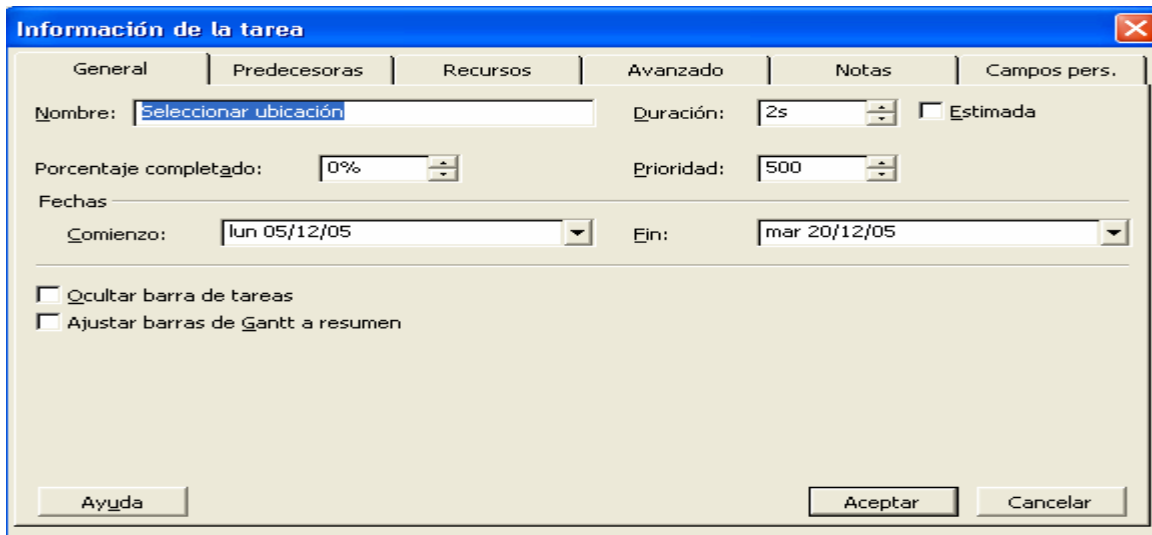 Información de la tarea
General Predecesoras Recursos Avanzado Notas Campos pers.
Nombre: Seleccionar ubicación Duración: 2s Estimada
Porcentaje completado: 0% Prioridad: 500
Fechas
Comienzo: lun 05/12/05 Fin: mar 20/12/05
Ocultar barra de tareas
Ajustar barras de Gantt a resumen
Ayuda Aceptar Cancelar